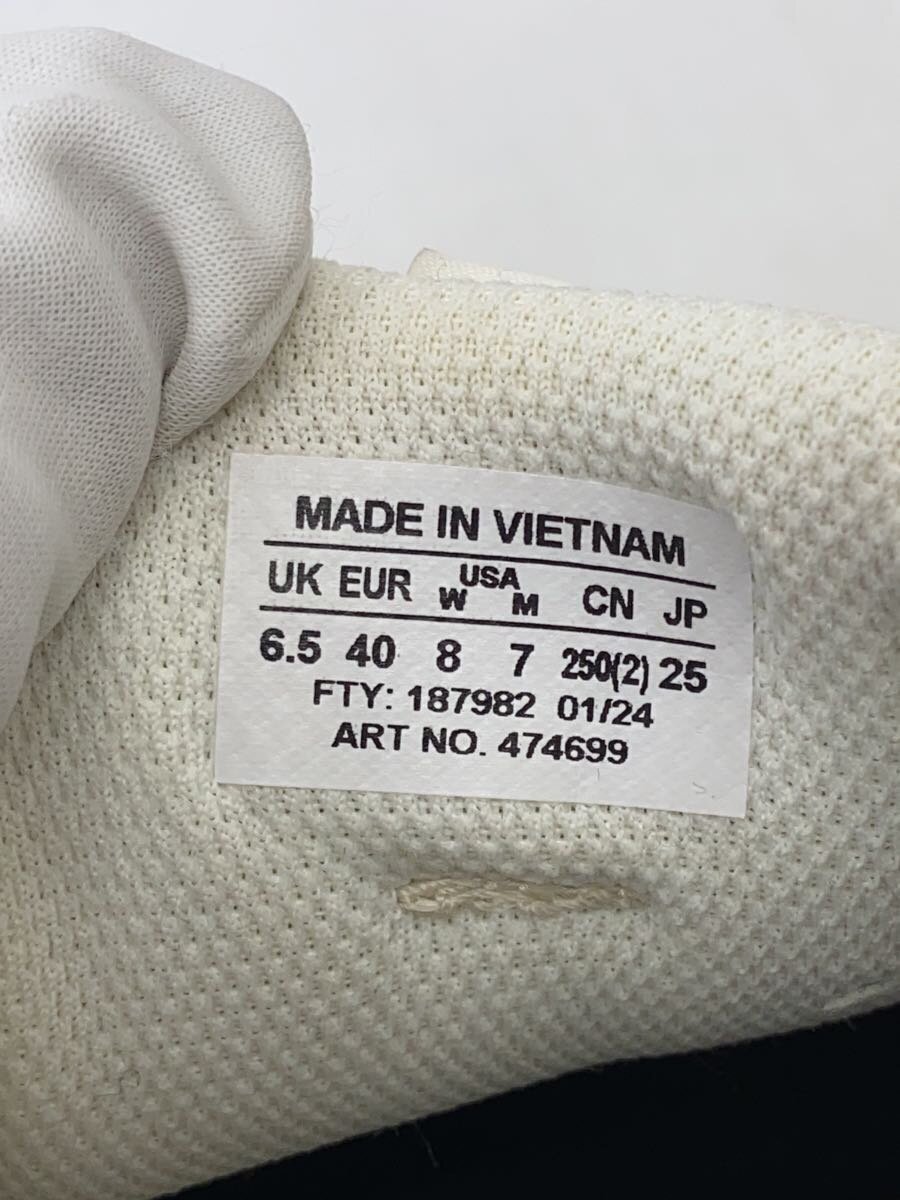 MADE IN VIETNAM
UK EUR USA W M CN JP
6.5 40 8 7 250(2) 25
FTY: 187982 01/24
ART NO. 474699
S